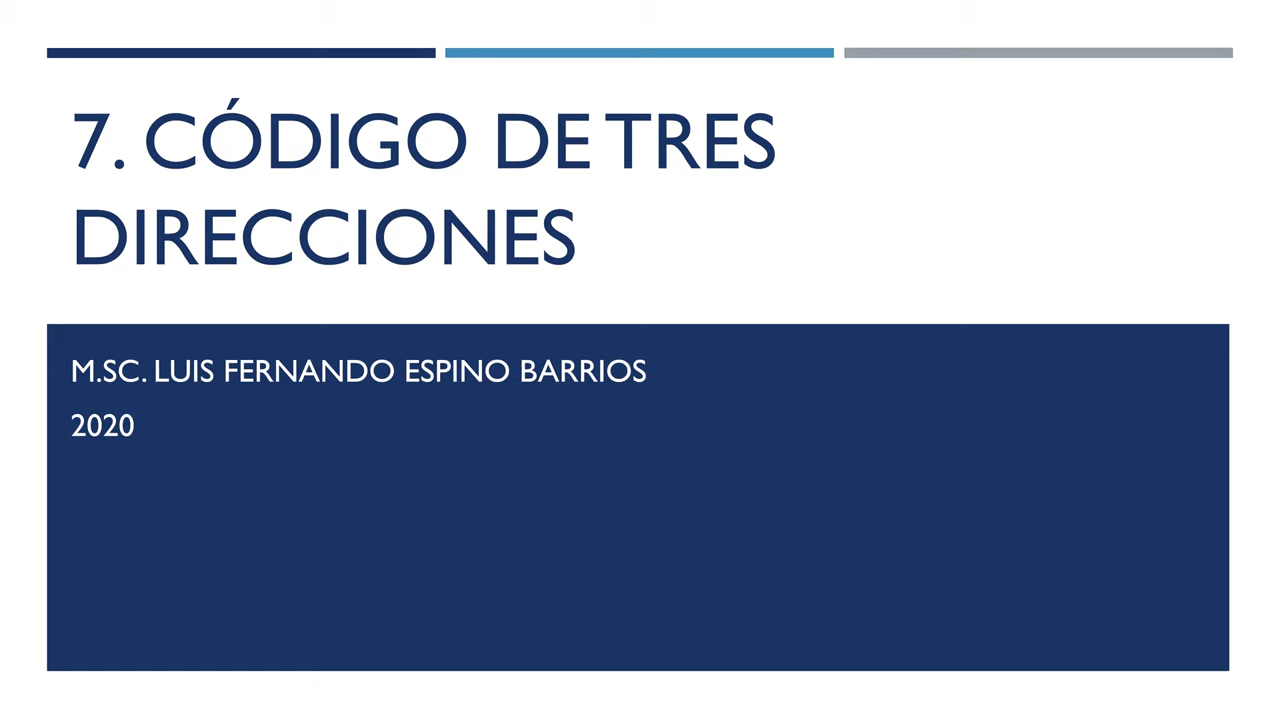 7. CÓDIGO DE TRES
DIRECCIONES
M.SC. LUIS FERNANDO ESPINO BARRIOS
2020